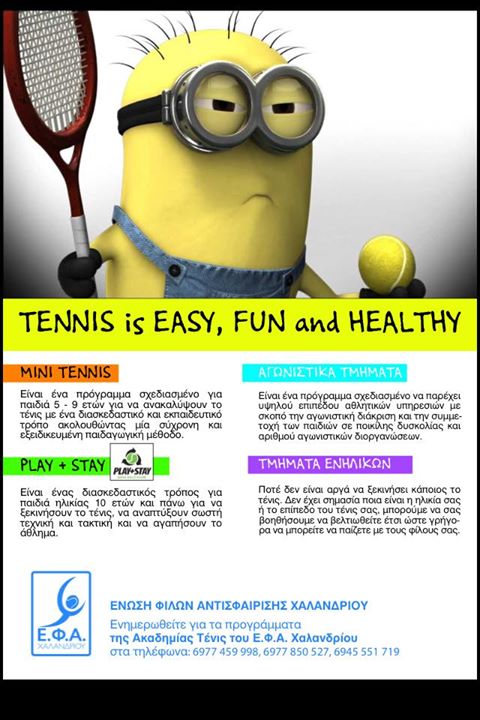 TENNIS is EASY, FUN and HEALTHY
MINI TENNIS
Είναι ένα πρόγραμμα σχεδιασμένο για
παιδιά 5 - 9 ετών για να ανακαλύψουν το
τένις με ένα διασκεδαστικό και εκπαιδευτικό
τρόπο ακολουθώντας μία σύχρονη και
εξειδικευμένη παιδαγωγική μέθοδο.
PLAY + STAY
PLAY+STAY
Είναι ένας διασκεδαστικός τρόπος για
παιδιά ηλικίας 10 ετών και πάνω για να
ξεκινήσουν το τένις, να αναπτύξουν σωστή
τεχνική και τακτική και να αγαπήσουν το
άθλημα.
ΑΓΩΝΙΣΤΙΚΑ ΤΜΗΜΑΤΑ
Είναι ένα πρόγραμμα σχεδιασμένο να παρέχει
υψηλού επιπέδου αθλητικών υπηρεσιών με
σκοπό την αγωνιστική διάκριση και την συμμε-
τοχή των παιδιών σε ποικίλης δυσκολίας και
αριθμού αγωνιστικών διοργανώσεων.
ΤΜΗΜΑΤΑ ΕΝΗΛΙΚΩΝ
Ποτέ δεν είναι αργά να ξεκινήσει κάποιος το
τένις. Δεν έχει σημασία ποια είναι η ηλικία σας
ή το επίπεδο του τένις σας, μπορούμε να σας
βοηθήσουμε να βελτιωθείτε έτσι ώστε γρήγο-
ρα να μπορείτε να παίζετε με τους φίλους σας.
Ε.Φ.Α.
ΧΑΛΑΝΔΡΙΟΥ
ΕΝΩΣΗ ΦΙΛΩΝ ΑΝΤΙΣΦΑΙΡΙΣΗΣ ΧΑΛΑΝΔΡΙΟΥ
Ενημερωθείτε για τα προγράμματα
της Ακαδημίας Τένις του Ε.Φ.Α. Χαλανδρίου
στα τηλέφωνα: 6977 459 998, 6977 850 527, 6945 551 719